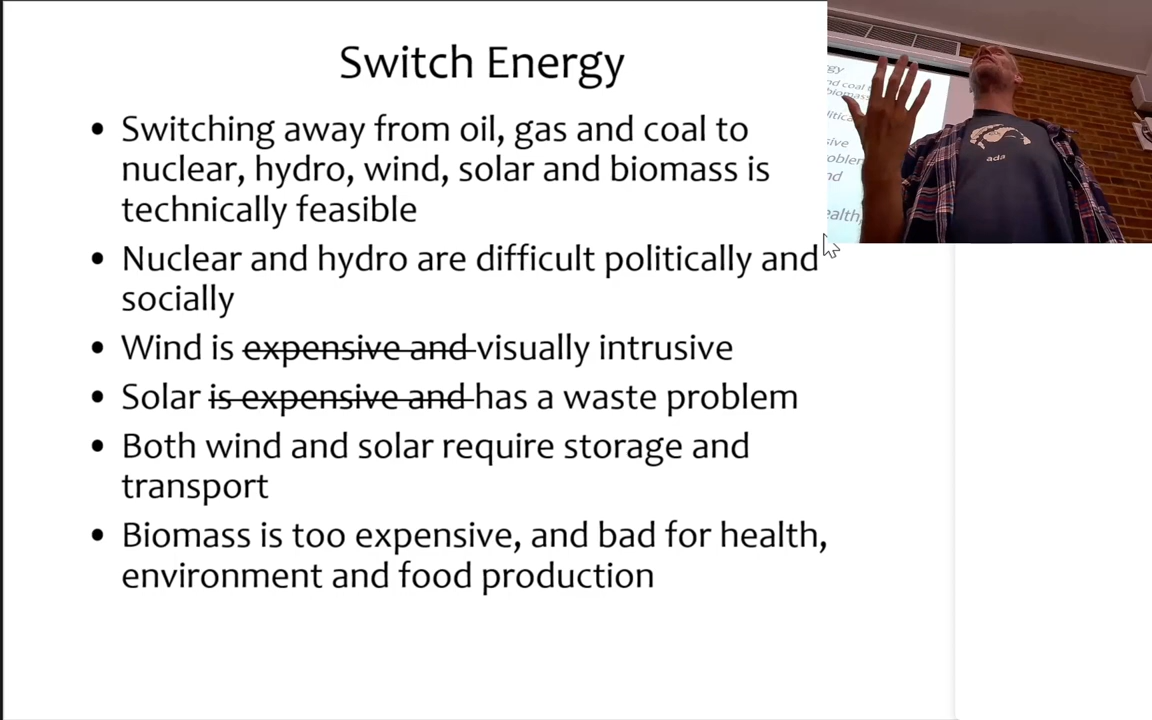 Switch Energy
• Switching away from oil, gas and coal to
nuclear, hydro, wind, solar and biomass is
technically feasible
• Nuclear and hydro are difficult politically and
socially
• Wind is expensive and visually intrusive
• Solar is expensive and has a waste problem
• Both wind and solar require storage and
transport
• Biomass is too expensive, and bad for health,
environment and food production
ada